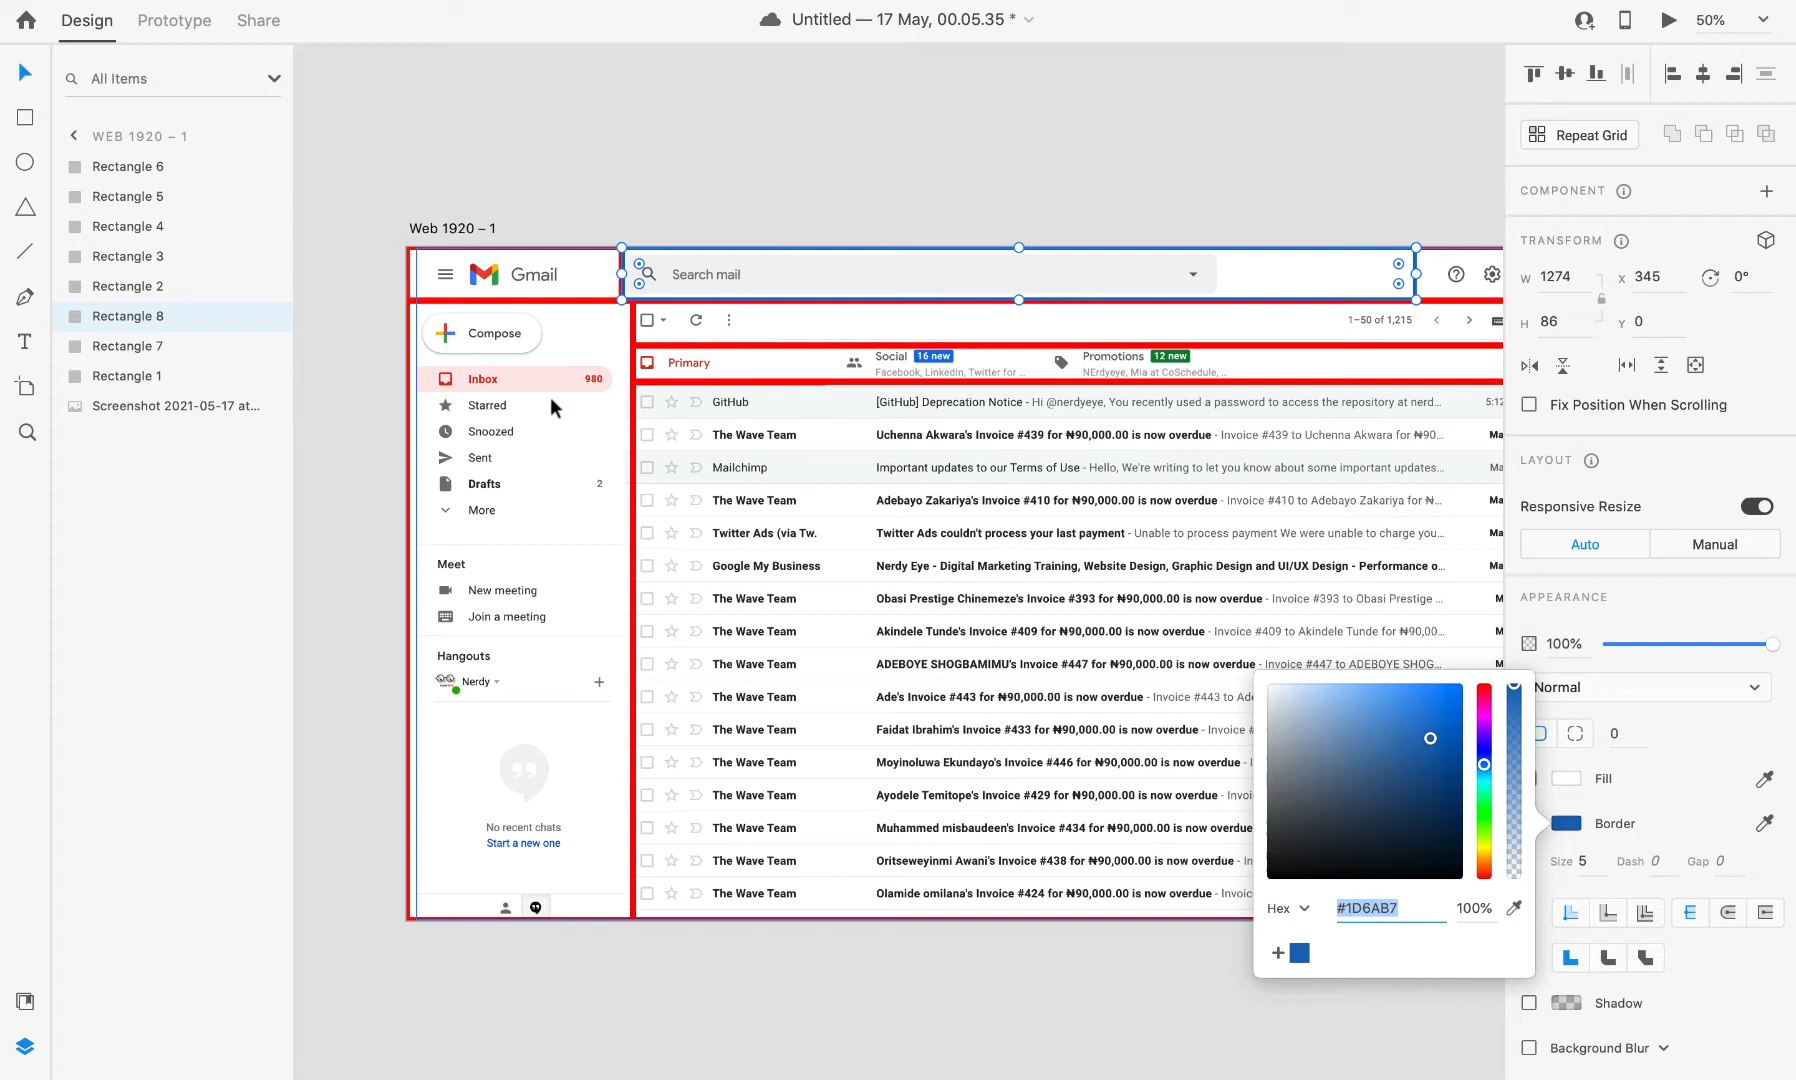 Design
Prototype
Share
Untitled — 17 May, 00.05.35 *
50%
All Items
WEB 1920 – 1
Rectangle 6
Rectangle 5
Rectangle 4
Rectangle 3
Rectangle 2
Rectangle 8
Rectangle 7
Rectangle 1
Screenshot 2021-05-17 at...
Web 1920 – 1
Gmail
Search mail
Compose
Inbox 980
Starred
Snoozed
Sent
Drafts 2
More
Meet
New meeting
Join a meeting
Hangouts
Nerdy
No recent chats
Start a new one
1–50 of 1,215
Primary
Social 16 new
Facebook, LinkedIn, Twitter for ...
Promotions 12 new
NErdyeye, Mia at CoSchedule, ...
GitHub [GitHub] Deprecation Notice - Hi @nerdyeye, You recently used a password to access the repository at nerd... 5:12
The Wave Team Uchenna Akwara's Invoice #439 for ₦90,000.00 is now overdue - Invoice #439 to Uchenna Akwara for ₦90... Ma
Mailchimp Important updates to our Terms of Use - Hello, We're writing to let you know about some important updates... Ma
The Wave Team Adebayo Zakariya's Invoice #410 for ₦90,000.00 is now overdue - Invoice #410 to Adebayo Zakariya for ₦... Ma
Twitter Ads (via Tw. Twitter Ads couldn't process your last payment - Unable to process payment We were unable to charge you... Ma
Google My Business Nerdy Eye - Digital Marketing Training, Website Design, Graphic Design and UI/UX Design - Performance o... Ma
The Wave Team Obasi Prestige Chinemeze's Invoice #393 for ₦90,000.00 is now overdue - Invoice #393 to Obasi Prestige ... M
The Wave Team Akindele Tunde's Invoice #409 for ₦90,000.00 is now overdue - Invoice #409 to Akindele Tunde for ₦90,00... M
The Wave Team ADEBOYE SHOGBAMIMU's Invoice #447 for ₦90,000.00 is now overdue - Invoice #447 to ADEBOYE SHOG... M
The Wave Team Ade's Invoice #443 for ₦90,000.00 is now overdue - Invoice #443 to Ade
The Wave Team Faidat Ibrahim's Invoice #433 for ₦90,000.00 is now overdue - Invoice #
The Wave Team Moyinoluwa Ekundayo's Invoice #446 for ₦90,000.00 is now overdue - I
The Wave Team Ayodele Temitope's Invoice #429 for ₦90,000.00 is now overdue - Invoi
The Wave Team Muhammed misbaudeen's Invoice #434 for ₦90,000.00 is now overdue
The Wave Team Oritseweyinmi Awani's Invoice #438 for ₦90,000.00 is now overdue - In
The Wave Team Olamide omilana's Invoice #424 for ₦90,000.00 is now overdue - Invoic
Hex #1D6AB7 100%
Repeat Grid
COMPONENT
TRANSFORM
W 1274 X 345 0°
H 86 Y 0
Fix Position When Scrolling
LAYOUT
Responsive Resize
Auto Manual
APPEARANCE
100%
Normal
0
Fill
Border
Size 5 Dash 0 Gap 0
Shadow
Background Blur